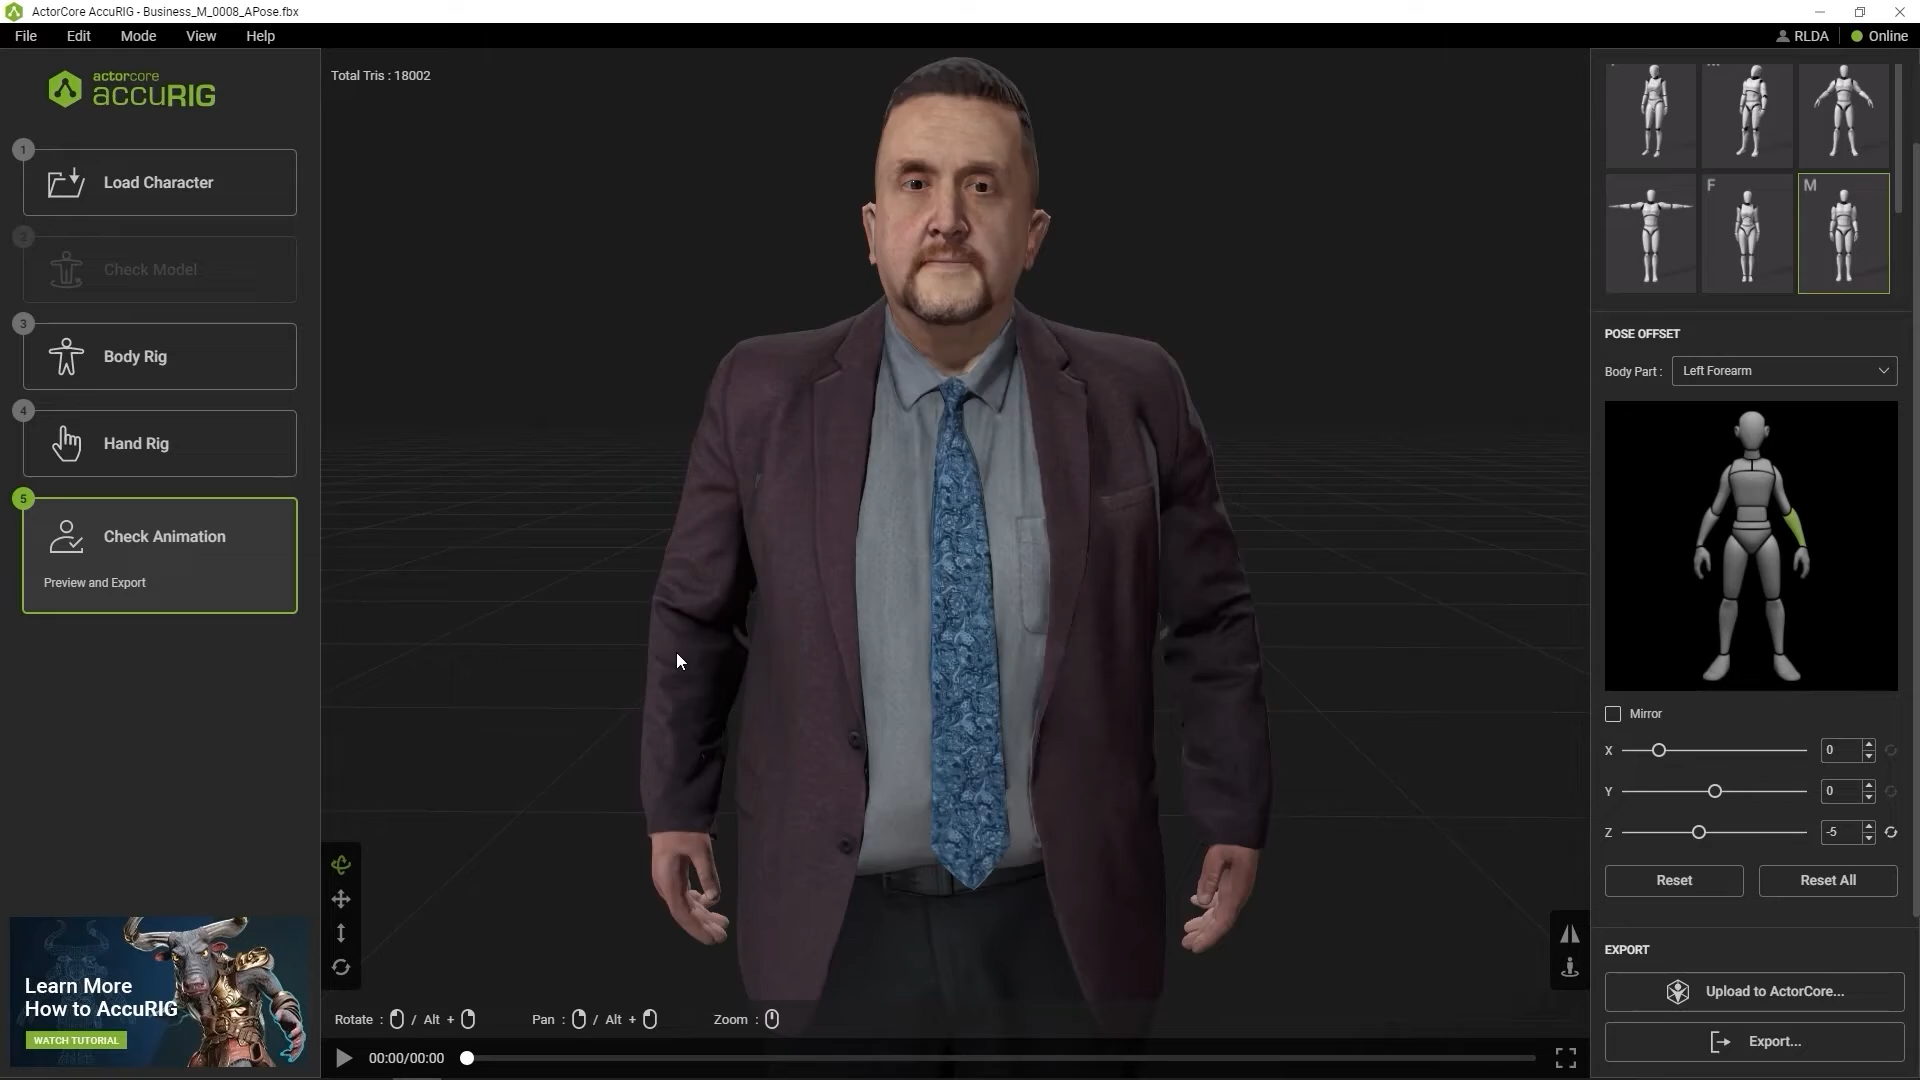 ActorCore AccuRIG - Business_M_0008_APose.fbx
File Edit Mode View Help
RLDA
Online
actorcore
accuRIG
1
Load Character
2
Check Model
3
Body Rig
4
Hand Rig
5
Check Animation
Preview and Export
Learn More
How to AccuRIG
WATCH TUTORIAL
Total Tris : 18002
Rotate : / Alt + Pan : / Alt + Zoom :
00:00/00:00
F
M
POSE OFFSET
Body Part : Left Forearm
Mirror
X 0
Y 0
Z -5
Reset Reset All
EXPORT
Upload to ActorCore...
Export...